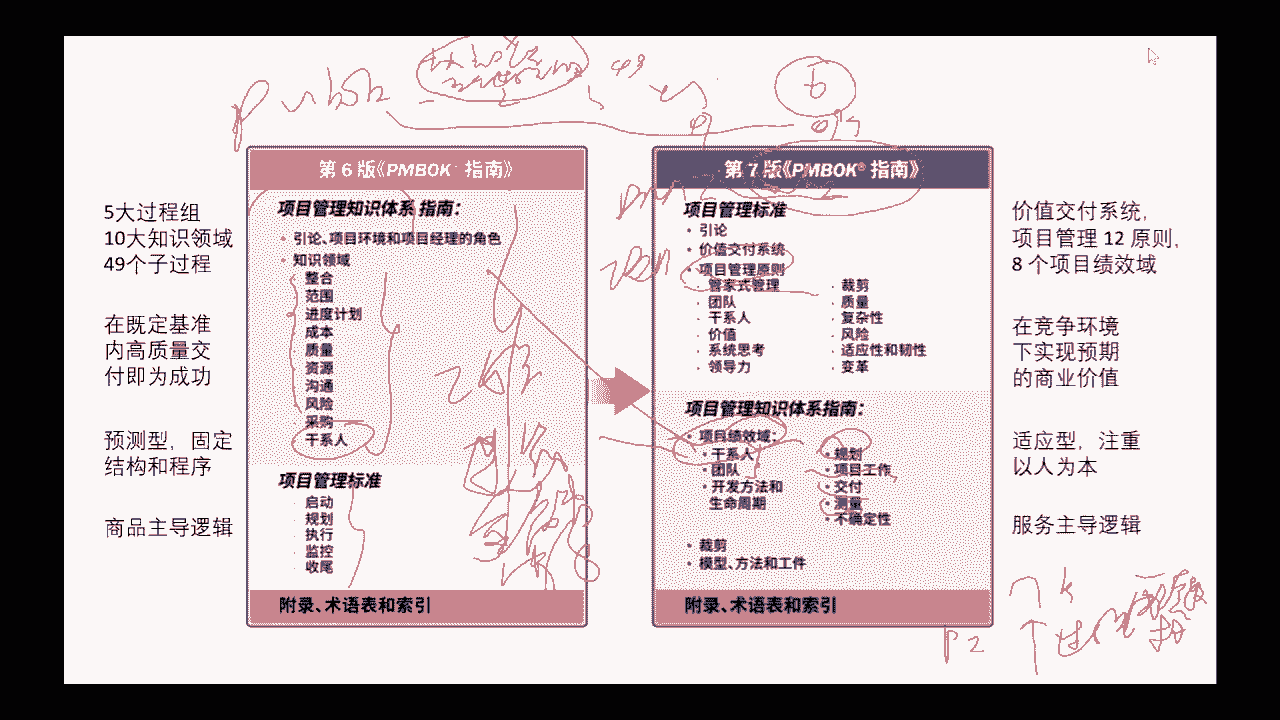 pmbok
49
6
第 6 版《PMBOK® 指南》
第 7 版《PMBOK® 指南》
5大过程组
10大知识领域
49个子过程
在既定基准
内高质量交
付即为成功
预测型，固定
结构和程序
商品主导逻辑
项目管理知识体系 指南：
• 引论、项目环境和项目经理的角色
• 知识领域
整合
范围
进度计划
成本
质量
资源
沟通
风险
采购
干系人
项目管理标准
· 启动
· 规划
· 执行
· 监控
· 收尾
附录、术语表和索引
项目管理标准
• 引论
• 价值交付系统
• 项目管理原则
管家式管理
· 团队
· 干系人
· 价值
· 系统思考
· 领导力
· 裁剪
· 质量
· 复杂性
· 风险
· 适应性和韧性
· 变革
项目管理知识体系指南：
• 项目绩效域：
• 干系人
• 团队
• 开发方法和
生命周期
• 规划
• 项目工作
• 交付
• 测量
• 不确定性
• 裁剪
• 模型、方法和工件
附录、术语表和索引
价值交付系统，
项目管理 12 原则，
8 个项目绩效域
在竞争环境
下实现预期
的商业价值
适应型，注重
以人为本
服务主导逻辑
P2